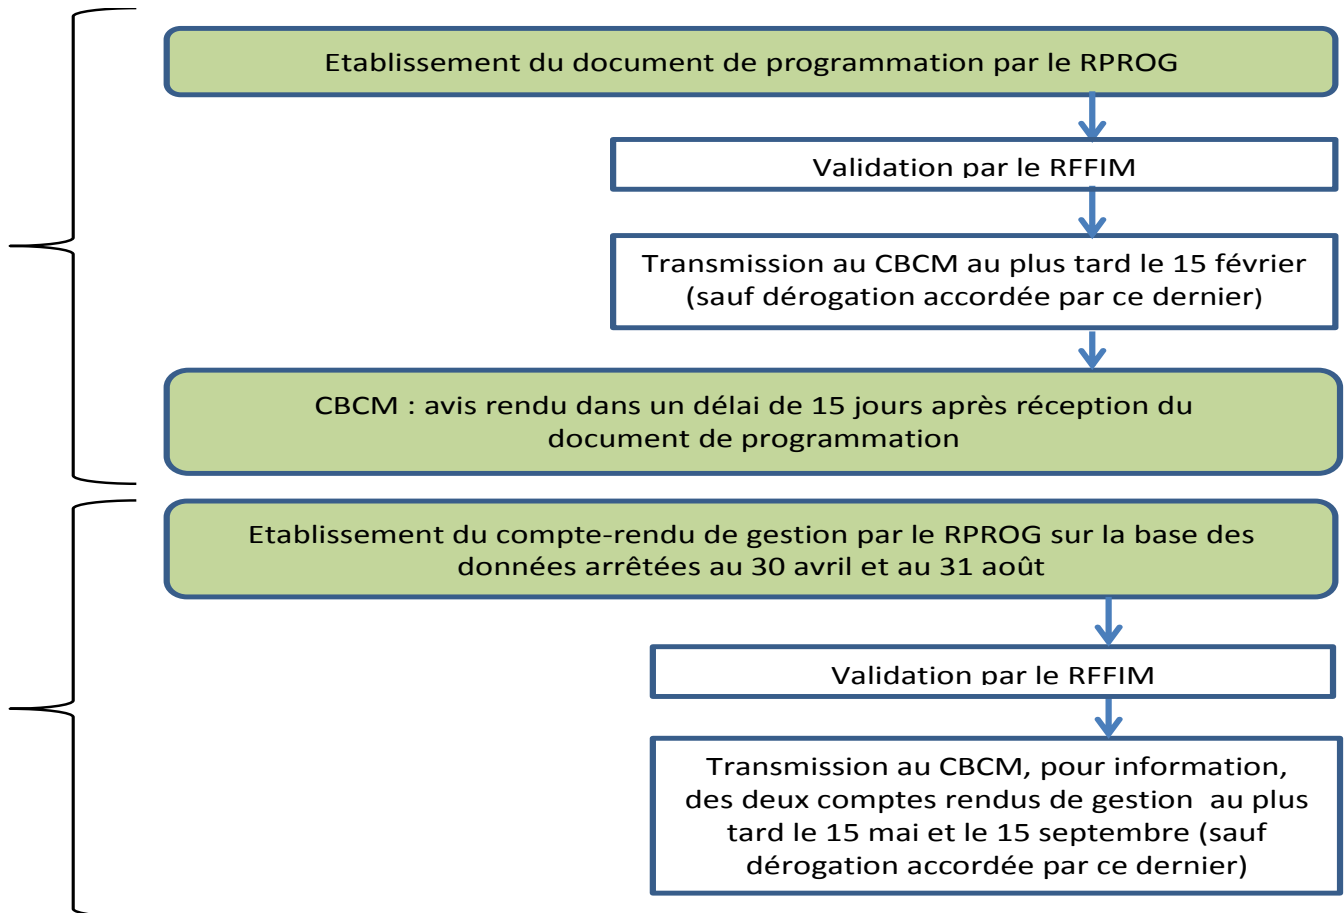 Etablissement du document de programmation par le RPROG
Validation par le RFFIM
Transmission au CBCM au plus tard le 15 février
(sauf dérogation accordée par ce dernier)
CBCM : avis rendu dans un délai de 15 jours après réception du
document de programmation
Etablissement du compte-rendu de gestion par le RPROG sur la base des
données arrêtées au 30 avril et au 31 août
Validation par le RFFIM
Transmission au CBCM, pour information,
des deux comptes rendus de gestion au plus
tard le 15 mai et le 15 septembre (sauf
dérogation accordée par ce dernier)